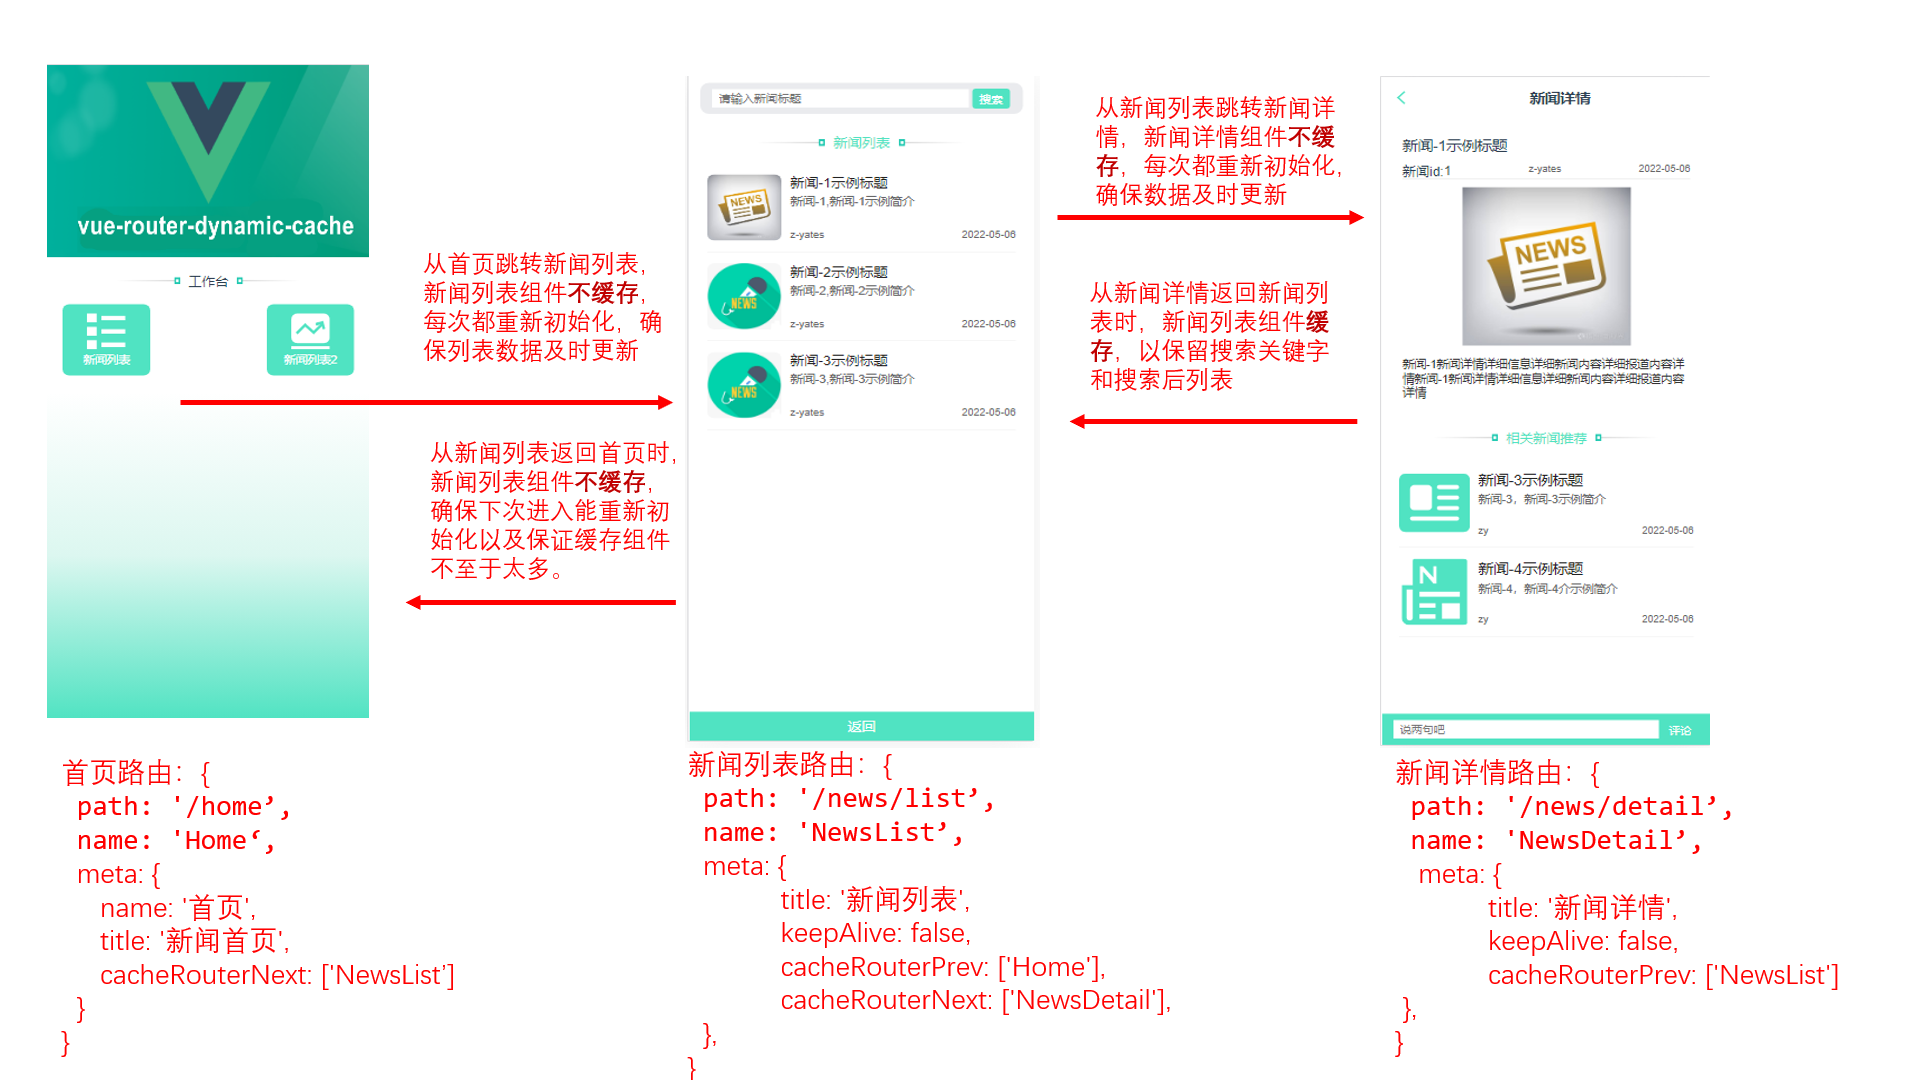 vue-router-dynamic-cache
工作台
新闻列表
新闻列表2
从首页跳转新闻列表,
新闻列表组件不缓存,
每次都重新初始化,确
保列表数据及时更新
从新闻列表返回首页时,
新闻列表组件不缓存,
确保下次进入能重新初
始化以及保证缓存组件
不至于太多。
请输入新闻标题
搜索
新闻列表
NEWS
新闻-1示例标题
新闻-1,新闻-1示例简介
z-yates
2022-05-06
NEWS
新闻-2示例标题
新闻-2,新闻-2示例简介
z-yates
2022-05-06
NEWS
新闻-3示例标题
新闻-3,新闻-3示例简介
z-yates
2022-05-06
返回
从新闻列表跳转新闻详
情,新闻详情组件不缓
存,每次都重新初始化,
确保数据及时更新
从新闻详情返回新闻列
表时,新闻列表组件缓
存,以保留搜索关键字
和搜索后列表
新闻详情
新闻-1示例标题
新闻id:1
z-yates
2022-05-06
NEWS
新闻-1新闻详情详细信息详细新闻内容详细报道内容详
情新闻-1新闻详情详细信息详细新闻内容详细报道内容
详情
相关新闻推荐
新闻-3示例标题
新闻-3，新闻-3示例简介
zy
2022-05-06
N
新闻-4示例标题
新闻-4，新闻-4介示例简介
zy
2022-05-06
说两句吧
评论
首页路由：{
path: '/home’,
name: 'Home‘,
meta: {
name: '首页',
title: '新闻首页',
cacheRouterNext: ['NewsList’]
}
}
新闻列表路由：{
path: '/news/list’,
name: 'NewsList’,
meta: {
title: '新闻列表',
keepAlive: false,
cacheRouterPrev: ['Home'],
cacheRouterNext: ['NewsDetail'],
},
}
新闻详情路由：{
path: '/news/detail’,
name: 'NewsDetail’,
meta: {
title: '新闻详情',
keepAlive: false,
cacheRouterPrev: ['NewsList']
},
}